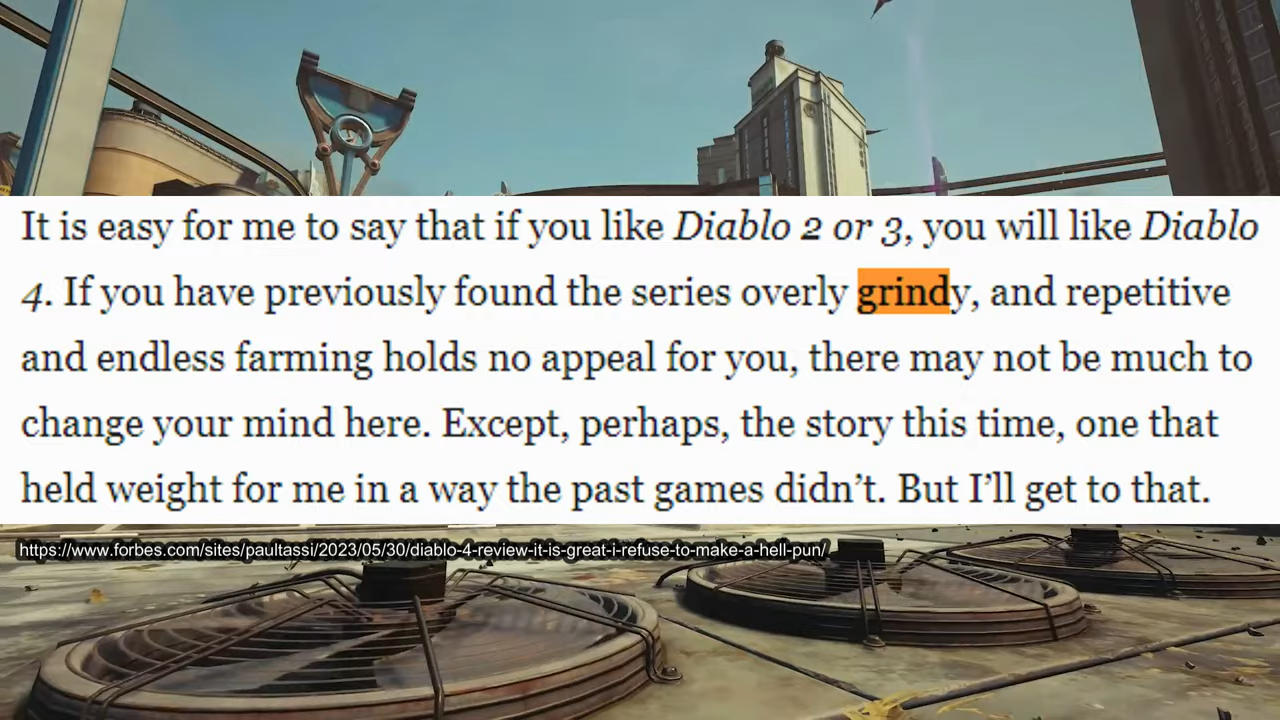 It is easy for me to say that if you like Diablo 2 or 3, you will like Diablo
4. If you have previously found the series overly grindy, and repetitive
and endless farming holds no appeal for you, there may not be much to
change your mind here. Except, perhaps, the story this time, one that
held weight for me in a way the past games didn’t. But I’ll get to that.
https://www.forbes.com/sites/paultassi/2023/05/30/diablo-4-review-it-is-great-i-refuse-to-make-a-hell-pun/